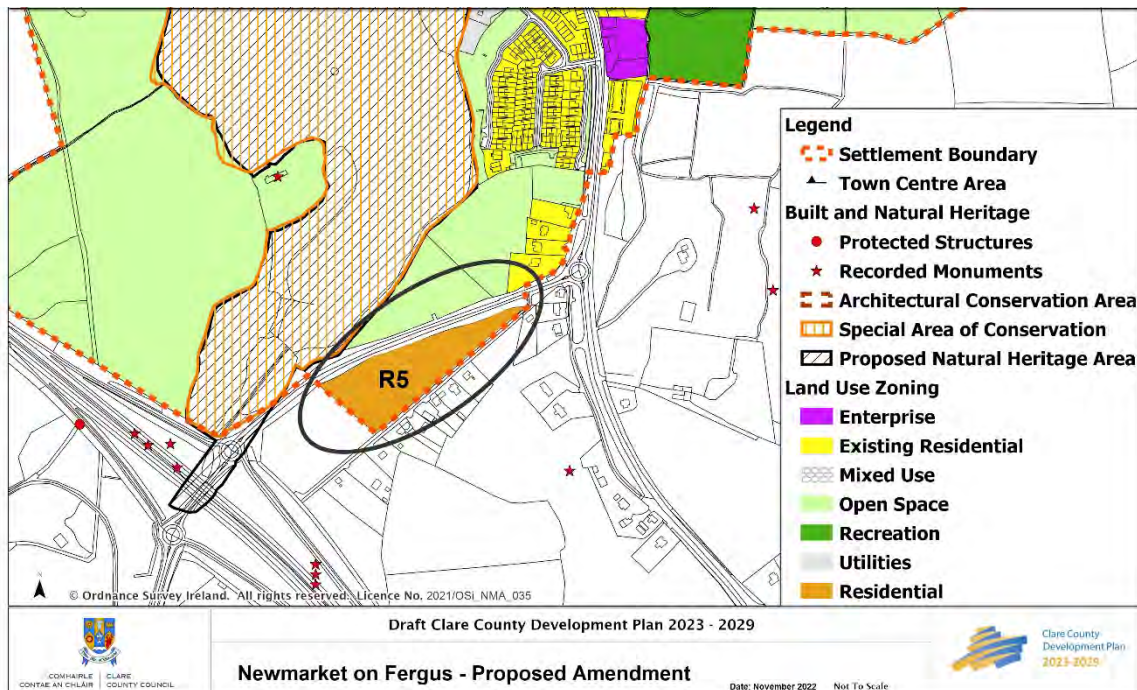 R5
Legend
Settlement Boundary
Town Centre Area
Built and Natural Heritage
Protected Structures
Recorded Monuments
Architectural Conservation Area
Special Area of Conservation
Proposed Natural Heritage Area
Land Use Zoning
Enterprise
Existing Residential
Mixed Use
Open Space
Recreation
Utilities
Residential
N
© Ordnance Survey Ireland. All rights reserved. Licence No. 2021/OSi_NMA_035
COMHAIRLE CONTAE AN CHLÁIR
CLARE COUNTY COUNCIL
Draft Clare County Development Plan 2023 - 2029
Newmarket on Fergus - Proposed Amendment
Date: November 2022 Not To Scale
Clare County
Development Plan
2023-2029